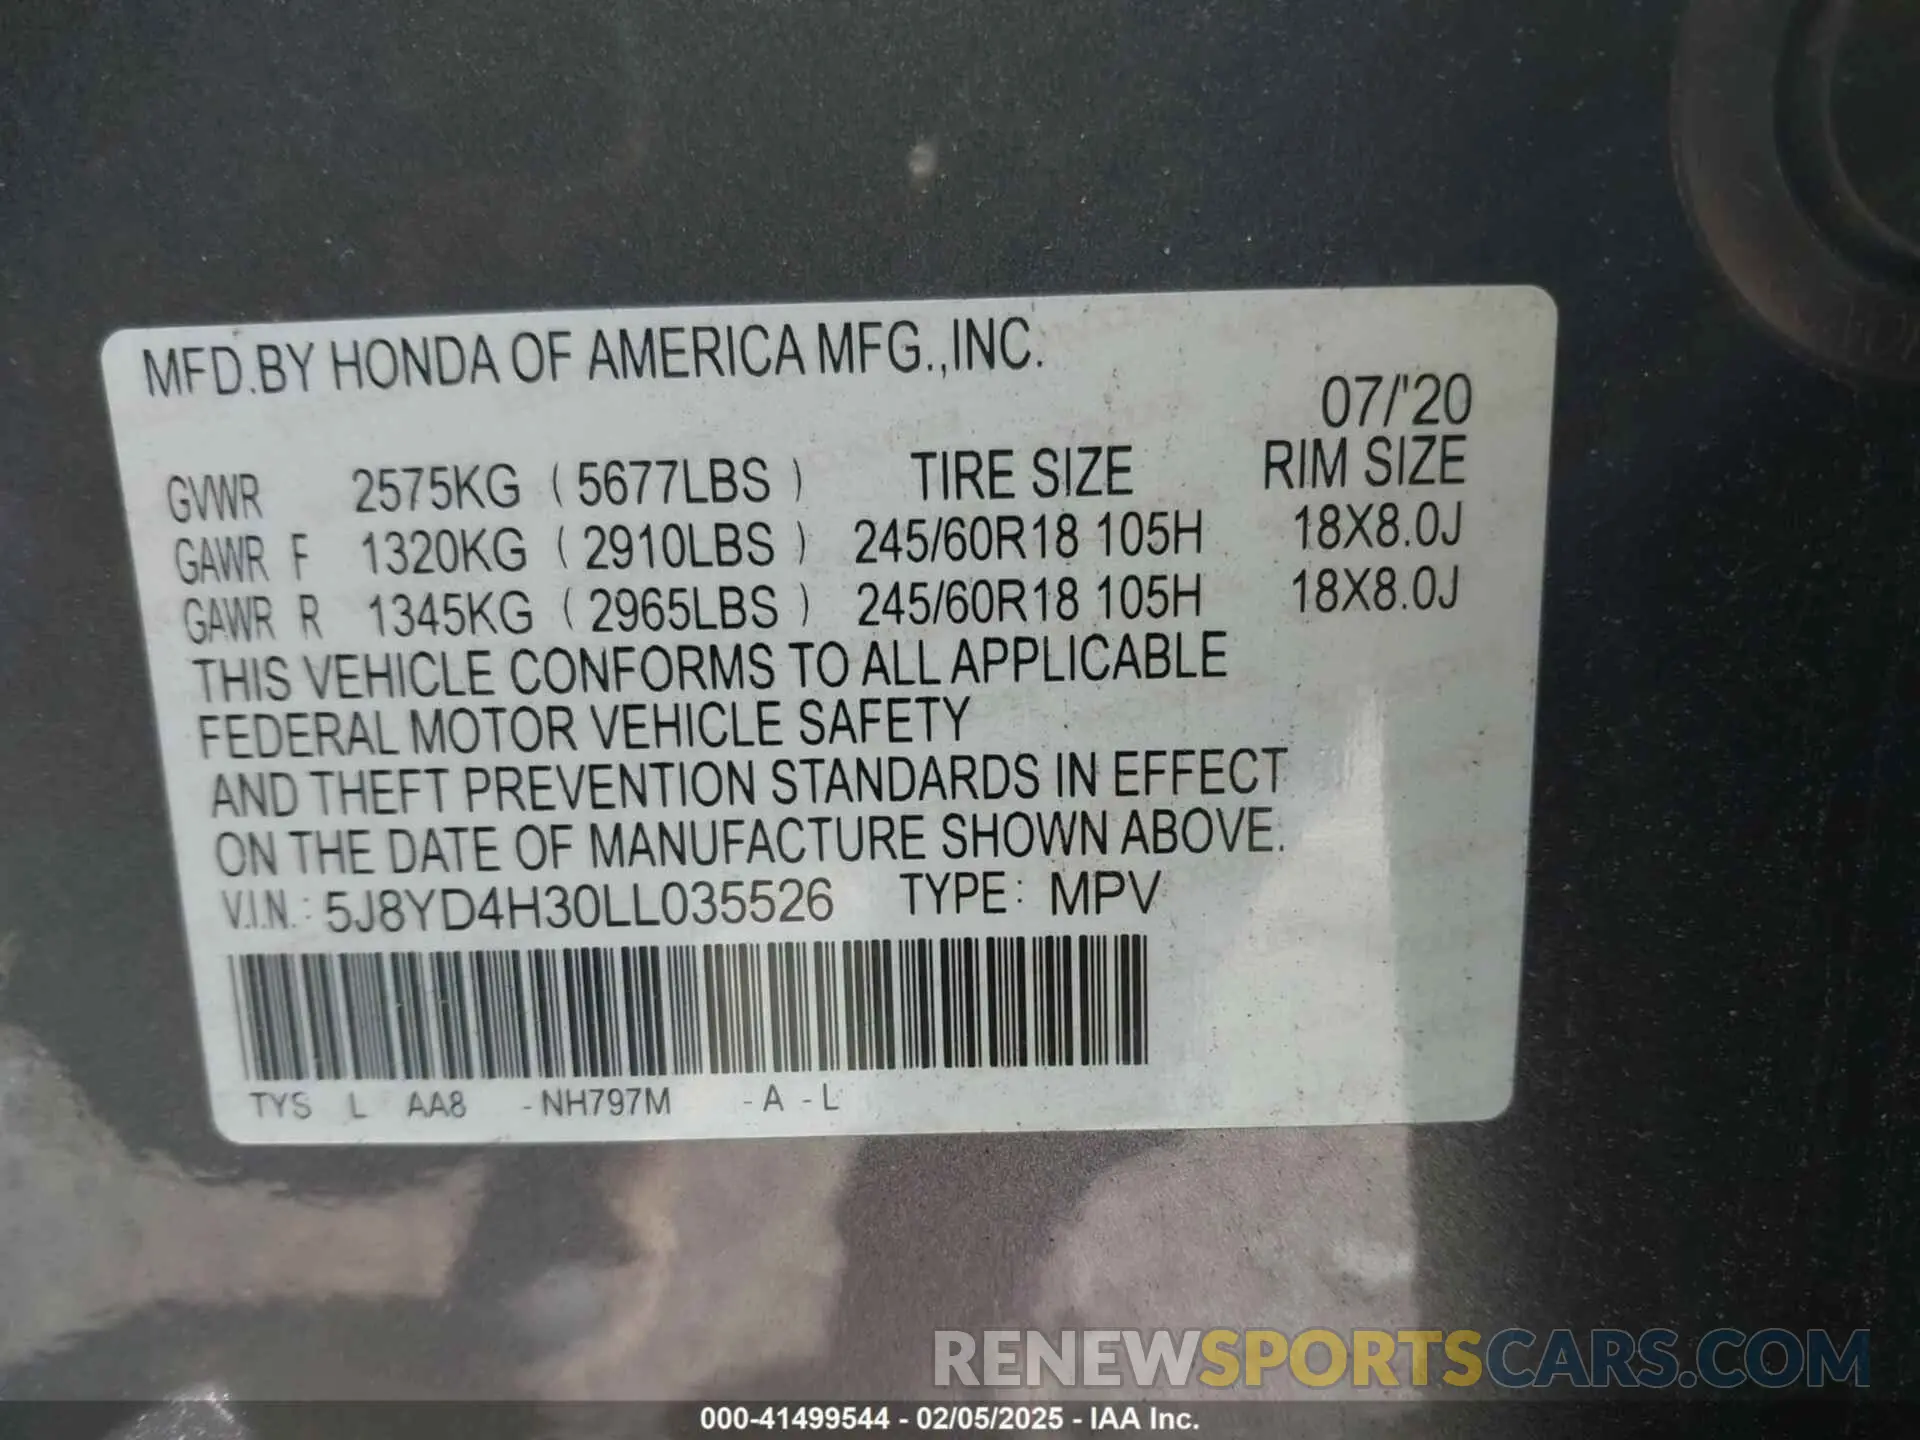 MFD.BY HONDA OF AMERICA MFG.,INC.
07/'20
GVWR 2575KG ( 5677LBS ) TIRE SIZE RIM SIZE
GAWR F 1320KG ( 2910LBS ) 245/60R18 105H 18X8.0J
GAWR R 1345KG ( 2965LBS ) 245/60R18 105H 18X8.0J
THIS VEHICLE CONFORMS TO ALL APPLICABLE
FEDERAL MOTOR VEHICLE SAFETY
AND THEFT PREVENTION STANDARDS IN EFFECT
ON THE DATE OF MANUFACTURE SHOWN ABOVE.
V.I.N.: 5J8YD4H30LL035526 TYPE: MPV
TYS L AA8 -NH797M -A -L
RENEWSPORTSCARS.COM
000-41499544 - 02/05/2025 - IAA Inc.